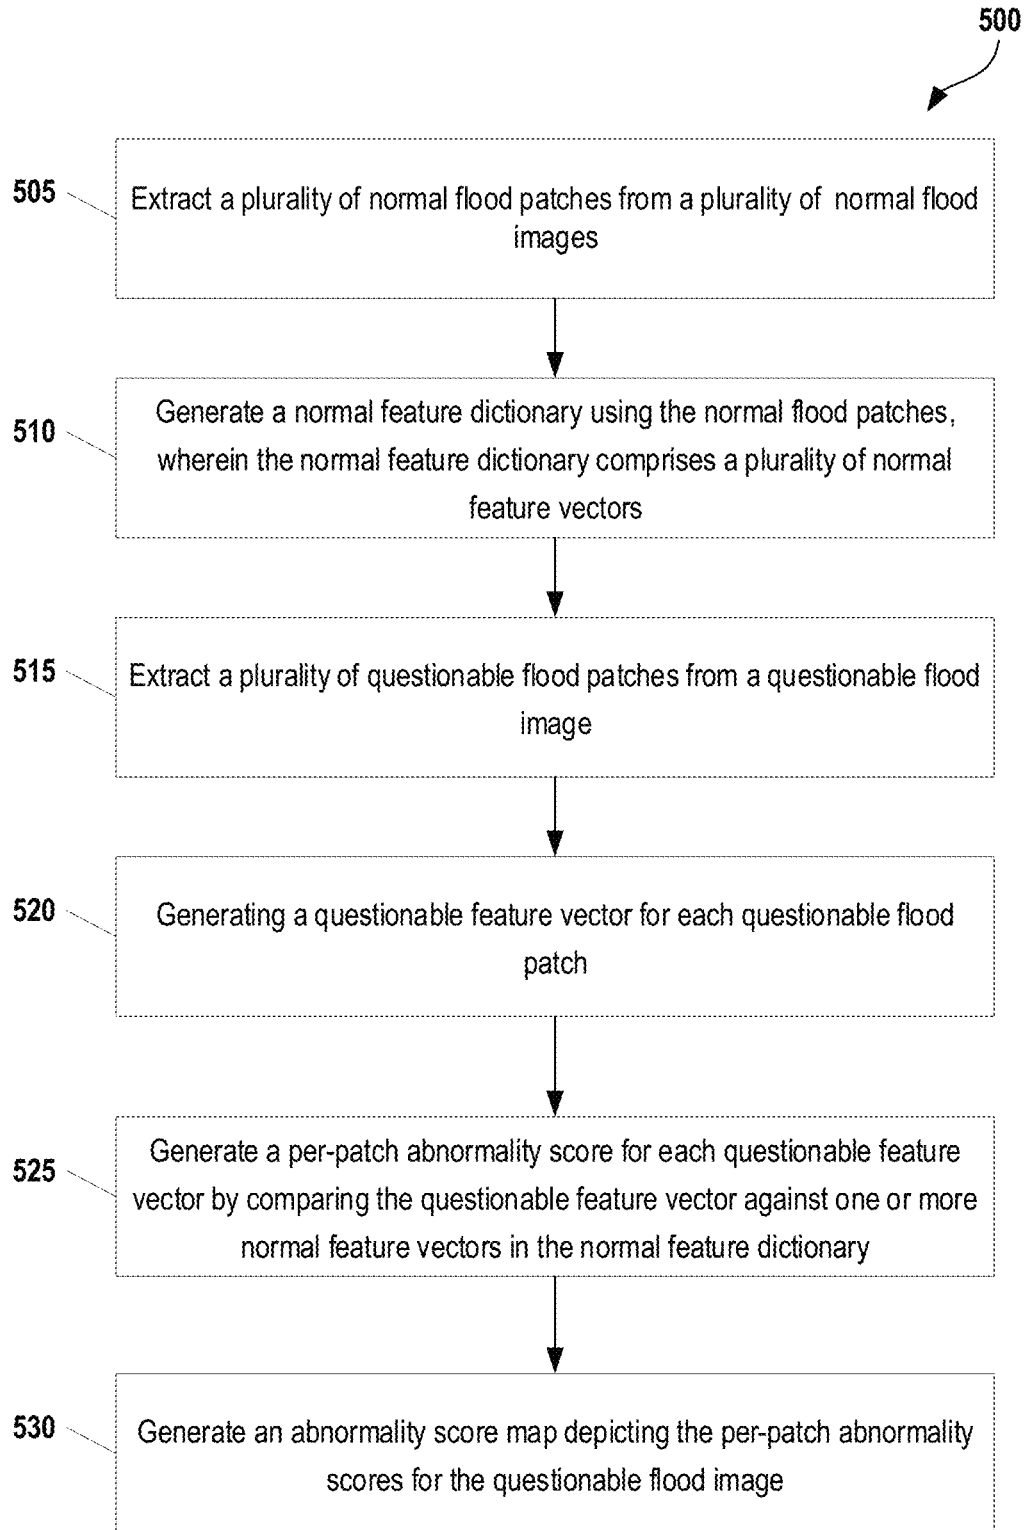 500
505
Extract a plurality of normal flood patches from a plurality of normal flood
images
510
Generate a normal feature dictionary using the normal flood patches,
wherein the normal feature dictionary comprises a plurality of normal
feature vectors
515
Extract a plurality of questionable flood patches from a questionable flood
image
520
Generating a questionable feature vector for each questionable flood
patch
525
Generate a per-patch abnormality score for each questionable feature
vector by comparing the questionable feature vector against one or more
normal feature vectors in the normal feature dictionary
530
Generate an abnormality score map depicting the per-patch abnormality
scores for the questionable flood image